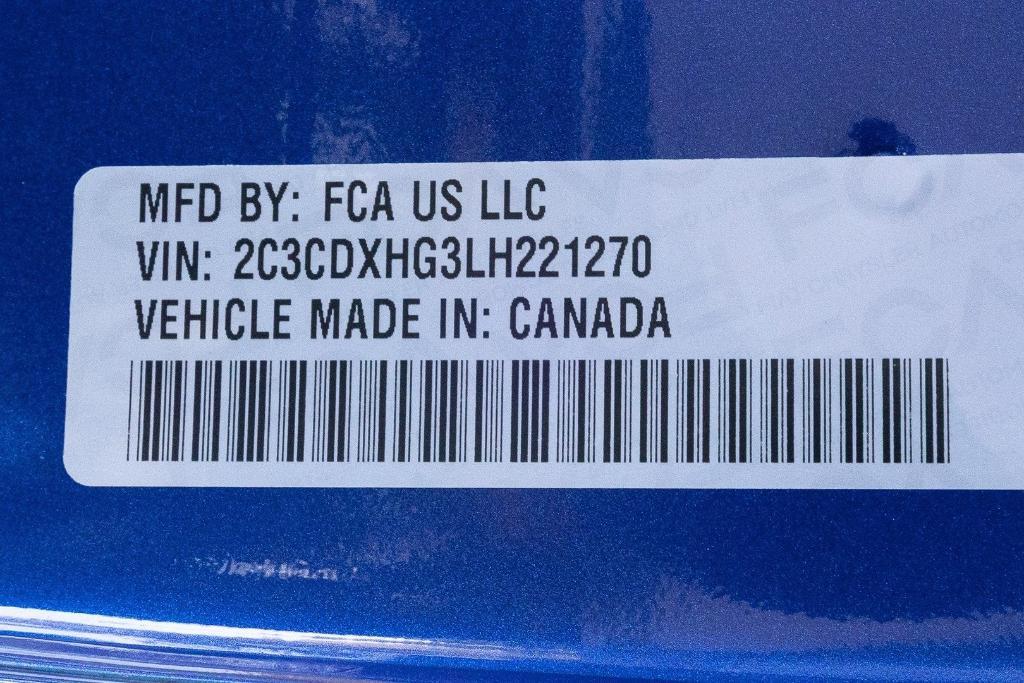 MFD BY: FCA US LLC
VIN: 2C3CDXHG3LH221270
VEHICLE MADE IN: CANADA